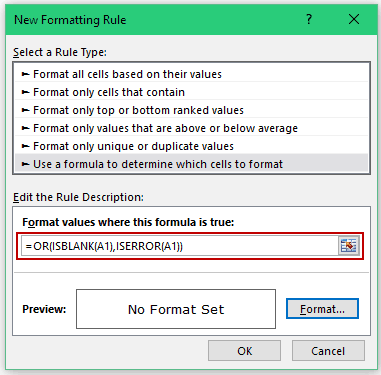 New Formatting Rule ? ×
Select a Rule Type:
► Format all cells based on their values
► Format only cells that contain
► Format only top or bottom ranked values
► Format only values that are above or below average
► Format only unique or duplicate values
► Use a formula to determine which cells to format
Edit the Rule Description:
Format values where this formula is true:
=OR(ISBLANK(A1),ISERROR(A1))
Preview: No Format Set Format...
OK Cancel